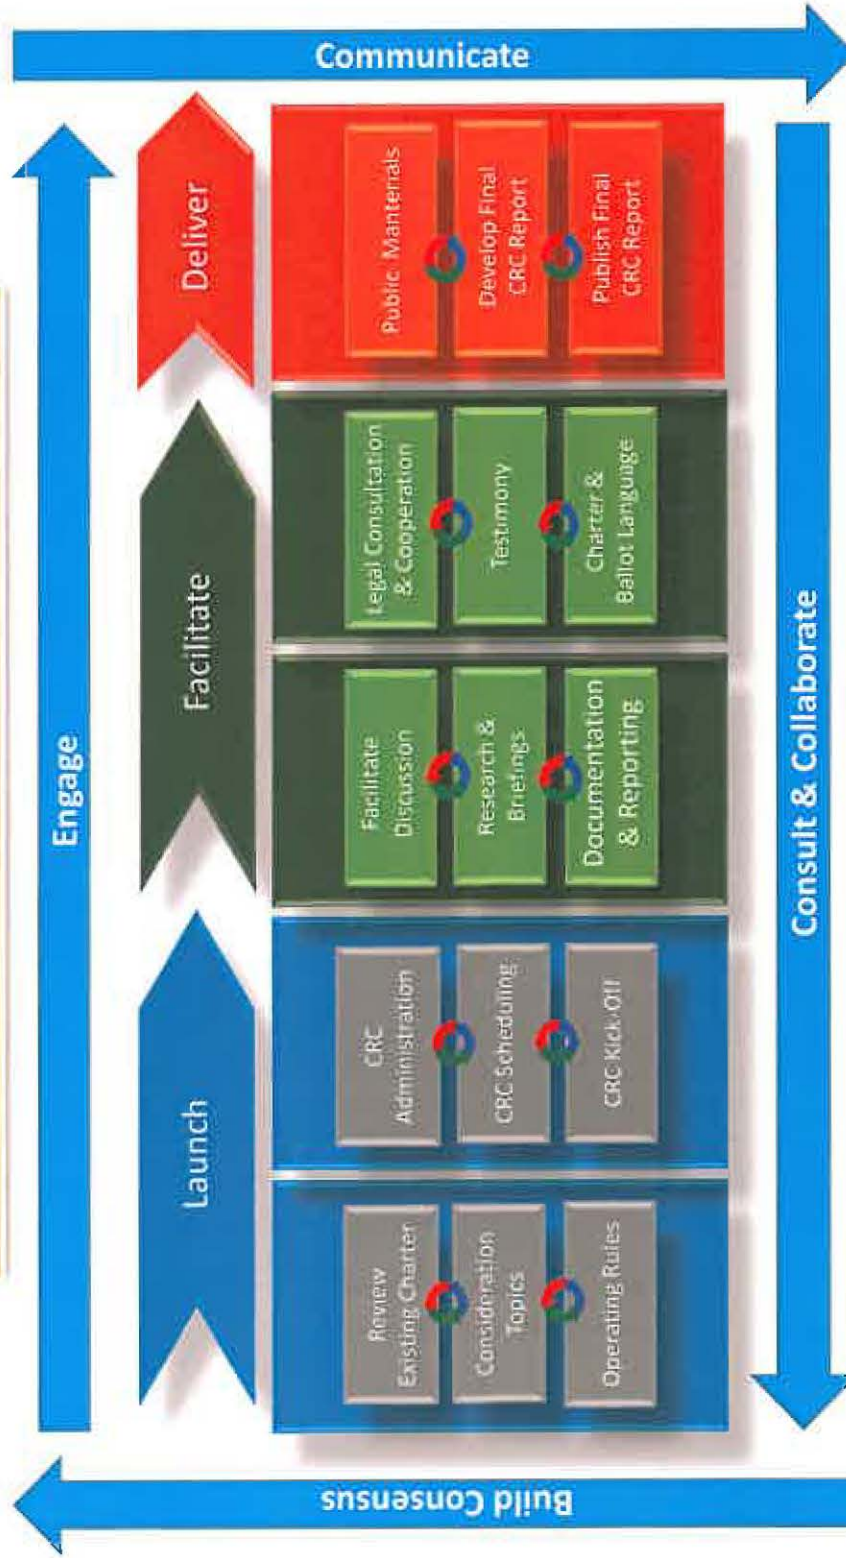 Engage
Launch
Facilitate
Deliver
Review
Existing Charter
Consideration
Topics
Operating Rules
CRC
Administration
CRC Scheduling
CRC Kick-Off
Facilitate
Discussion
Research &
Briefings
Documentation
& Reporting
Legal Consultation
& Cooperation
Testimony
Charter &
Ballot Language
Public Manterials
Develop Final
CRC Report
Publish Final
CRC Report
Communicate
Consult & Collaborate
Build Consensus